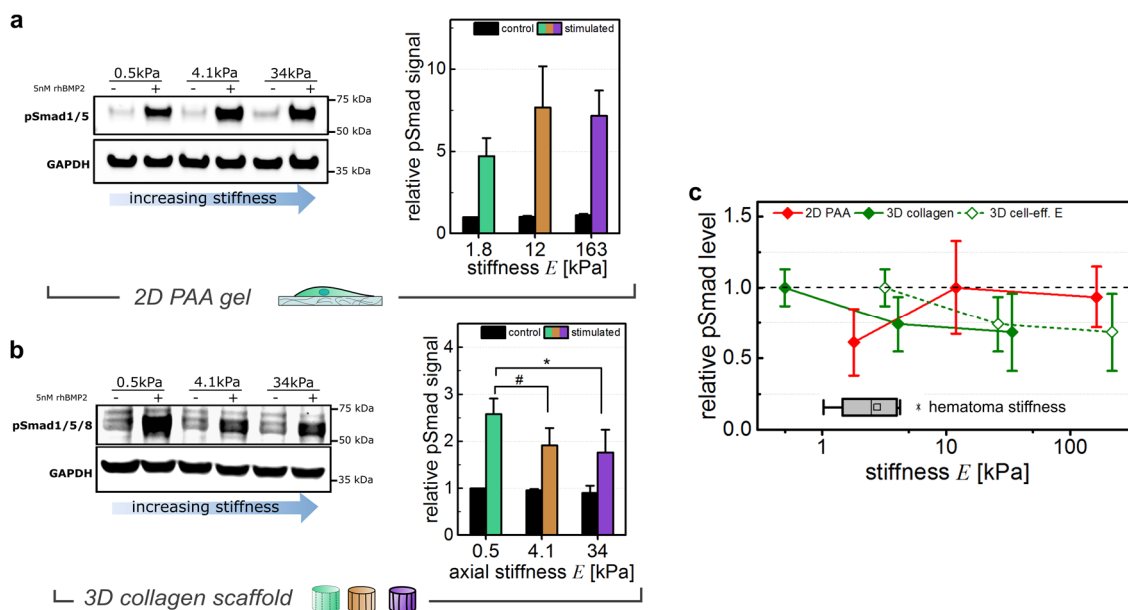 a
0.5kPa 4.1kPa 34kPa
5nM rhBMP2 - + - + - +
pSmad1/5
75 kDa
50 kDa
GAPDH
35 kDa
increasing stiffness
control stimulated
relative pSmad signal
10
5
0
1.8 12 163
stiffness E [kPa]
2D PAA gel
b
0.5kPa 4.1kPa 34kPa
5nM rhBMP2 - + - + - +
pSmad1/5/8
75 kDa
50 kDa
GAPDH
35 kDa
increasing stiffness
control stimulated
relative pSmad signal
4
3
2
1
0
*
#
0.5 4.1 34
axial stiffness E [kPa]
3D collagen scaffold
c
2D PAA 3D collagen 3D cell-eff. E
relative pSmad level
1.5
1.0
0.5
0.0
* hematoma stiffness
1 10 100
stiffness E [kPa]